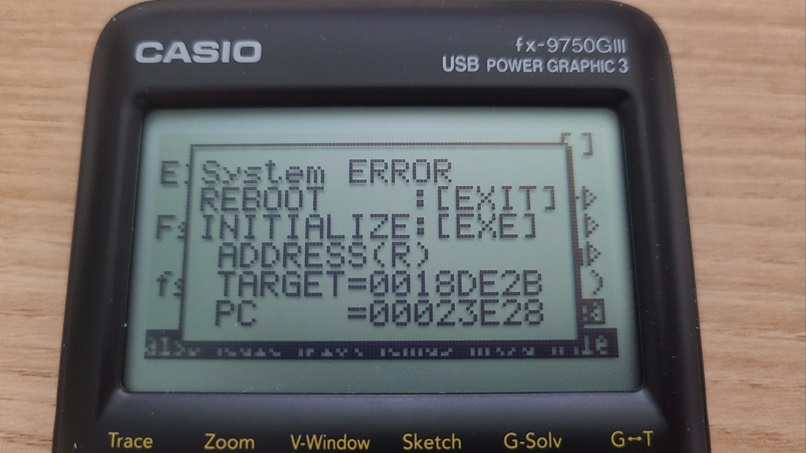 CASIO
fx-9750GIII
USB POWER GRAPHIC 3
System ERROR
REBOOT :[EXIT]
INITIALIZE:[EXE]
ADDRESS(R)
TARGET=0018DE2B
PC =00023E28
Trace Zoom V-Window Sketch G-Solv G↔T